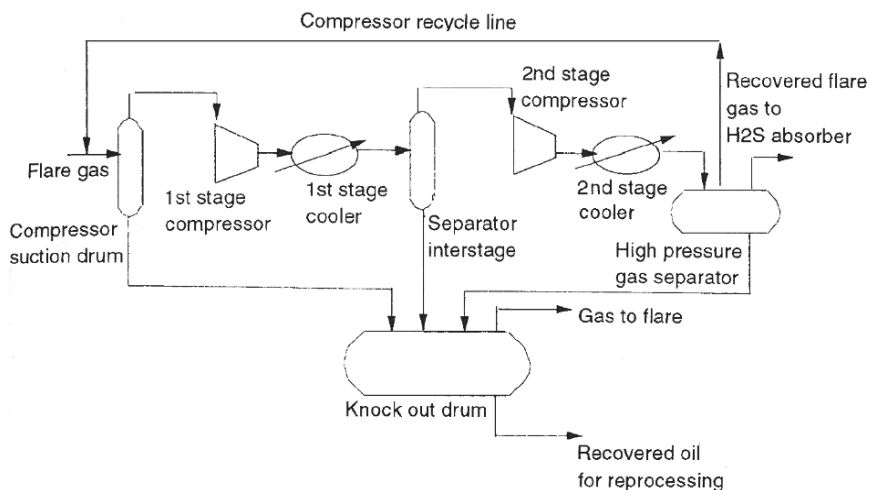 Compressor recycle line
2nd stage
compressor
Recovered flare
gas to
H2S absorber
Flare gas
1st stage
compressor
1st stage
cooler
2nd stage
cooler
Compressor
suction drum
Separator
interstage
High pressure
gas separator
Gas to flare
Knock out drum
Recovered oil
for reprocessing